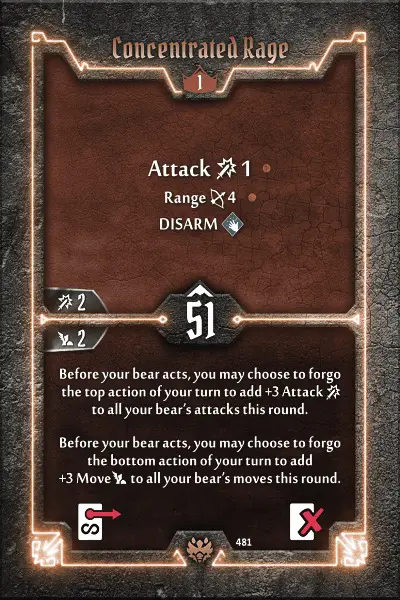 Concentrated Rage
1
Attack 1
Range 4
DISARM
2
51
2
Before your bear acts, you may choose to forgo
the top action of your turn to add +3 Attack
to all your bear's attacks this round.
Before your bear acts, you may choose to forgo
the bottom action of your turn to add
+3 Move to all your bear's moves this round.
S
481